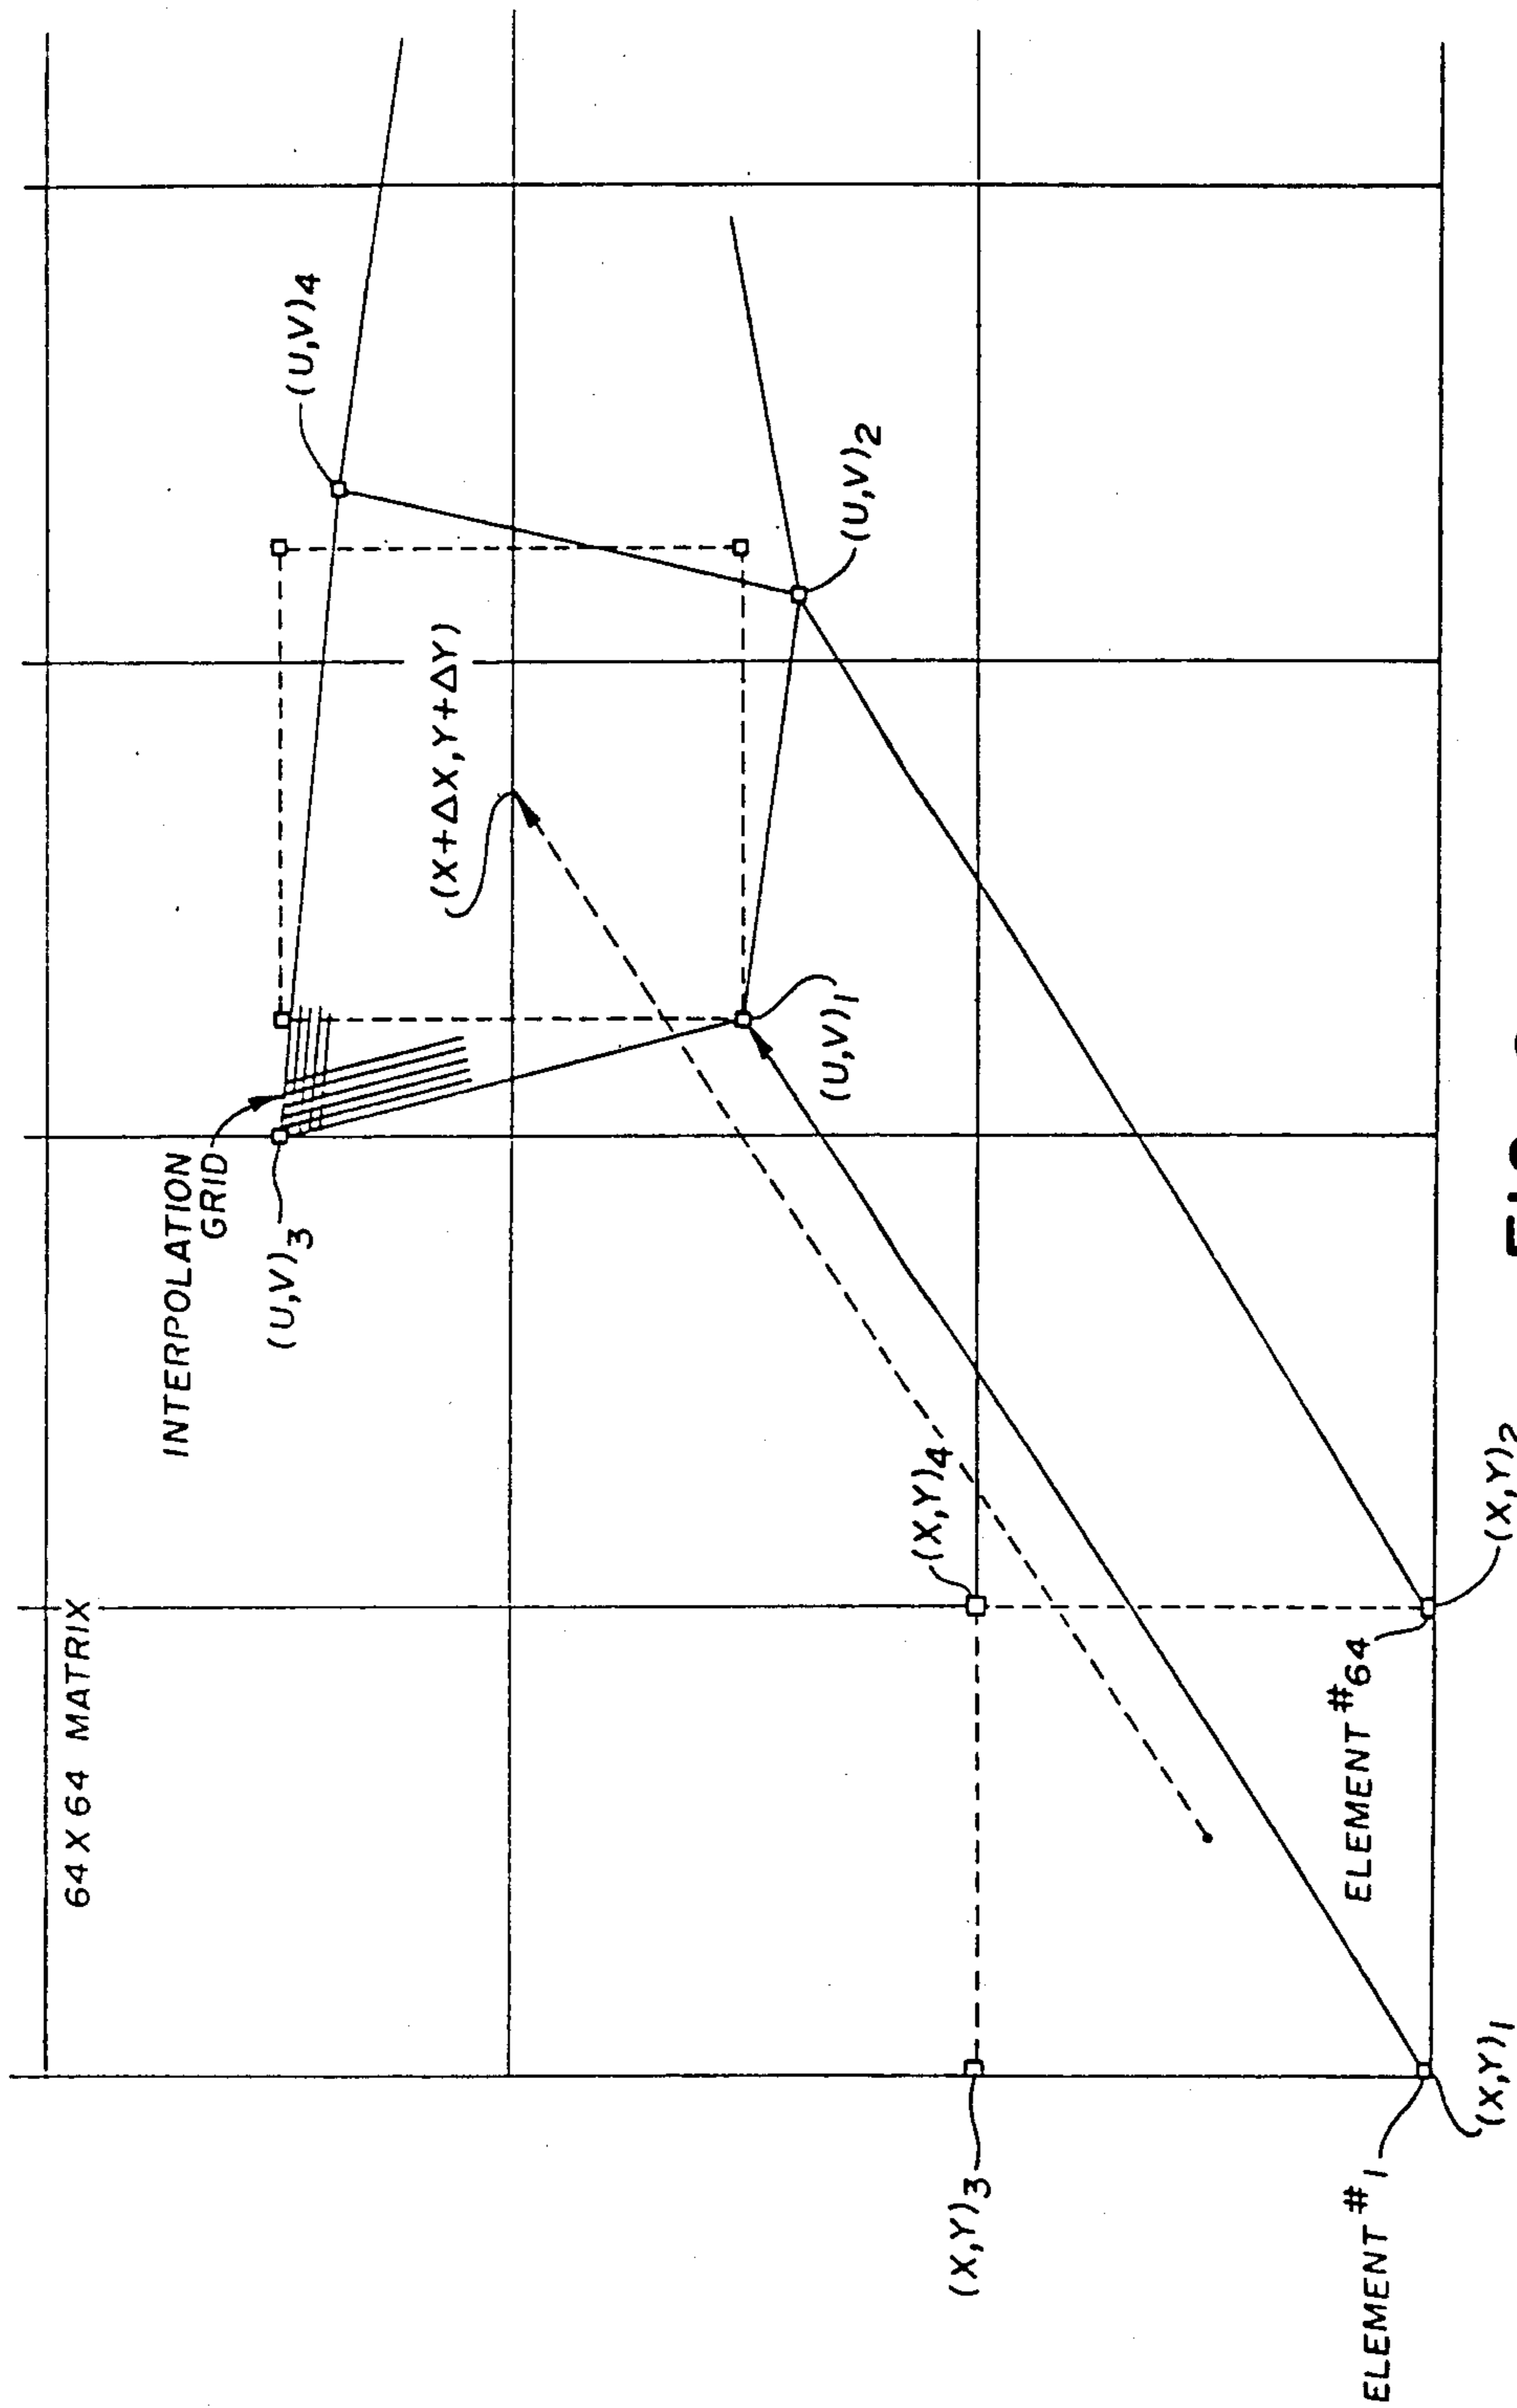 64 X 64 MATRIX
INTERPOLATION
GRID
(U,V)3
(U,V)4
(X+ΔX,Y+ΔY)
(U,V)1
(U,V)2
(X,Y)3
(X,Y)4
ELEMENT #1
ELEMENT #64
(X,Y)1
(X,Y)2